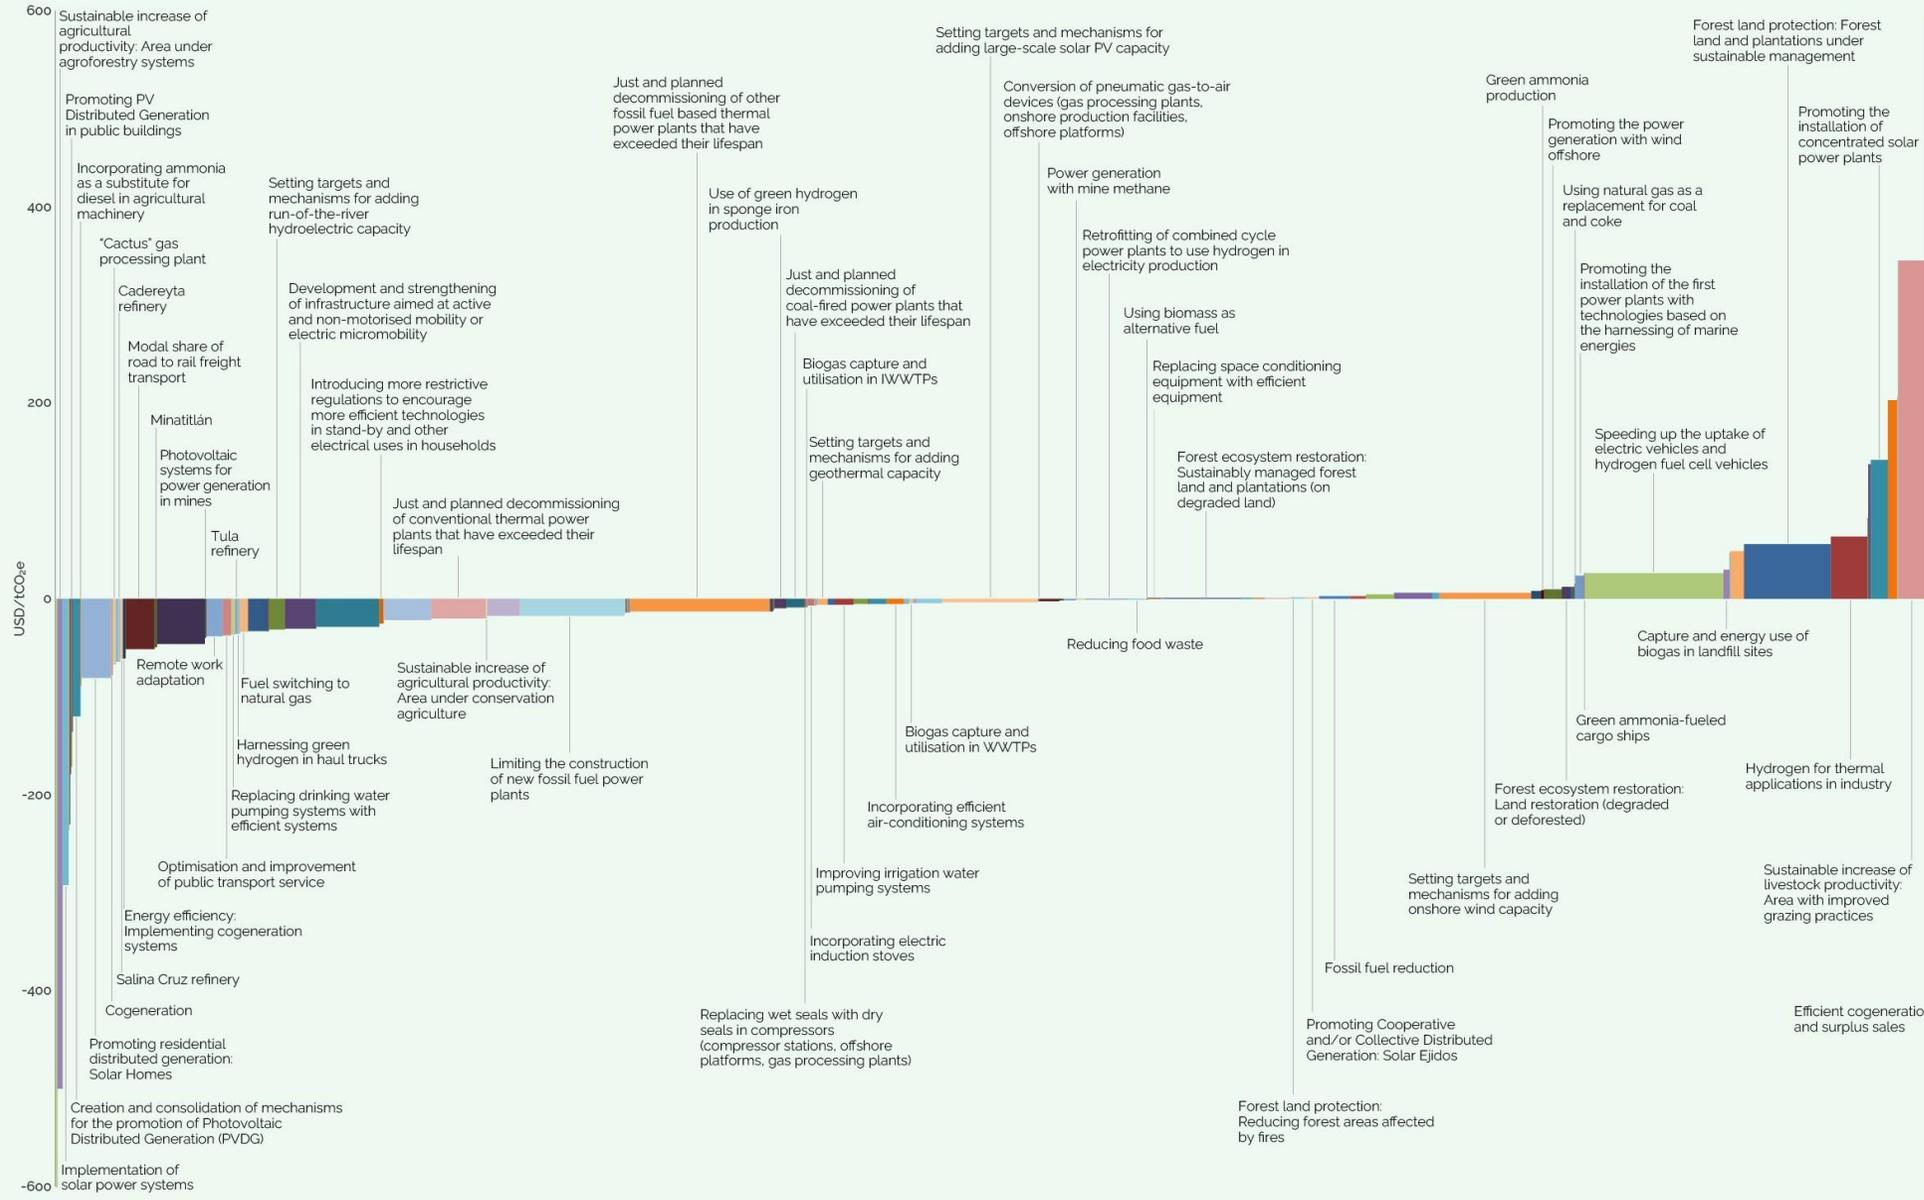 600
400
200
0
-200
-400
-600
USD/tCO₂e
Sustainable increase of
agricultural
productivity: Area under
agroforestry systems
Promoting PV
Distributed Generation
in public buildings
Incorporating ammonia
as a substitute for
diesel in agricultural
machinery
"Cactus" gas
processing plant
Cadereyta
refinery
Modal share of
road to rail freight
transport
Minatitlán
Photovoltaic
systems for
power generation
in mines
Tula
refinery
Setting targets and
mechanisms for adding
run-of-the-river
hydroelectric capacity
Development and strengthening
of infrastructure aimed at active
and non-motorised mobility or
electric micromobility
Introducing more restrictive
regulations to encourage
more efficient technologies
in stand-by and other
electrical uses in households
Just and planned decommissioning
of conventional thermal power
plants that have exceeded their
lifespan
Just and planned
decommissioning of other
fossil fuel based thermal
power plants that have
exceeded their lifespan
Use of green hydrogen
in sponge iron
production
Just and planned
decommissioning of
coal-fired power plants that
have exceeded their lifespan
Biogas capture and
utilisation in IWWTPs
Setting targets and
mechanisms for adding
geothermal capacity
Setting targets and mechanisms for
adding large-scale solar PV capacity
Conversion of pneumatic gas-to-air
devices (gas processing plants,
onshore production facilities,
offshore platforms)
Power generation
with mine methane
Retrofitting of combined cycle
power plants to use hydrogen in
electricity production
Using biomass as
alternative fuel
Replacing space conditioning
equipment with efficient
equipment
Forest ecosystem restoration:
Sustainably managed forest
land and plantations (on
degraded land)
Green ammonia
production
Promoting the power
generation with wind
offshore
Using natural gas as a
replacement for coal
and coke
Promoting the
installation of the first
power plants with
technologies based on
the harnessing of marine
energies
Speeding up the uptake of
electric vehicles and
hydrogen fuel cell vehicles
Forest land protection: Forest
land and plantations under
sustainable management
Promoting the
installation of
concentrated solar
power plants
Remote work
adaptation
Fuel switching to
natural gas
Harnessing green
hydrogen in haul trucks
Replacing drinking water
pumping systems with
efficient systems
Optimisation and improvement
of public transport service
Energy efficiency:
Implementing cogeneration
systems
Salina Cruz refinery
Cogeneration
Promoting residential
distributed generation:
Solar Homes
Creation and consolidation of mechanisms
for the promotion of Photovoltaic
Distributed Generation (PVDG)
Implementation of
solar power systems
Sustainable increase of
agricultural productivity:
Area under conservation
agriculture
Limiting the construction
of new fossil fuel power
plants
Biogas capture and
utilisation in WWTPs
Incorporating efficient
air-conditioning systems
Improving irrigation water
pumping systems
Incorporating electric
induction stoves
Replacing wet seals with dry
seals in compressors
(compressor stations, offshore
platforms, gas processing plants)
Reducing food waste
Fossil fuel reduction
Promoting Cooperative
and/or Collective Distributed
Generation: Solar Ejidos
Forest land protection:
Reducing forest areas affected
by fires
Setting targets and
mechanisms for adding
onshore wind capacity
Forest ecosystem restoration:
Land restoration (degraded
or deforested)
Green ammonia-fueled
cargo ships
Capture and energy use of
biogas in landfill sites
Hydrogen for thermal
applications in industry
Sustainable increase of
livestock productivity:
Area with improved
grazing practices
Efficient cogeneratio
and surplus sales